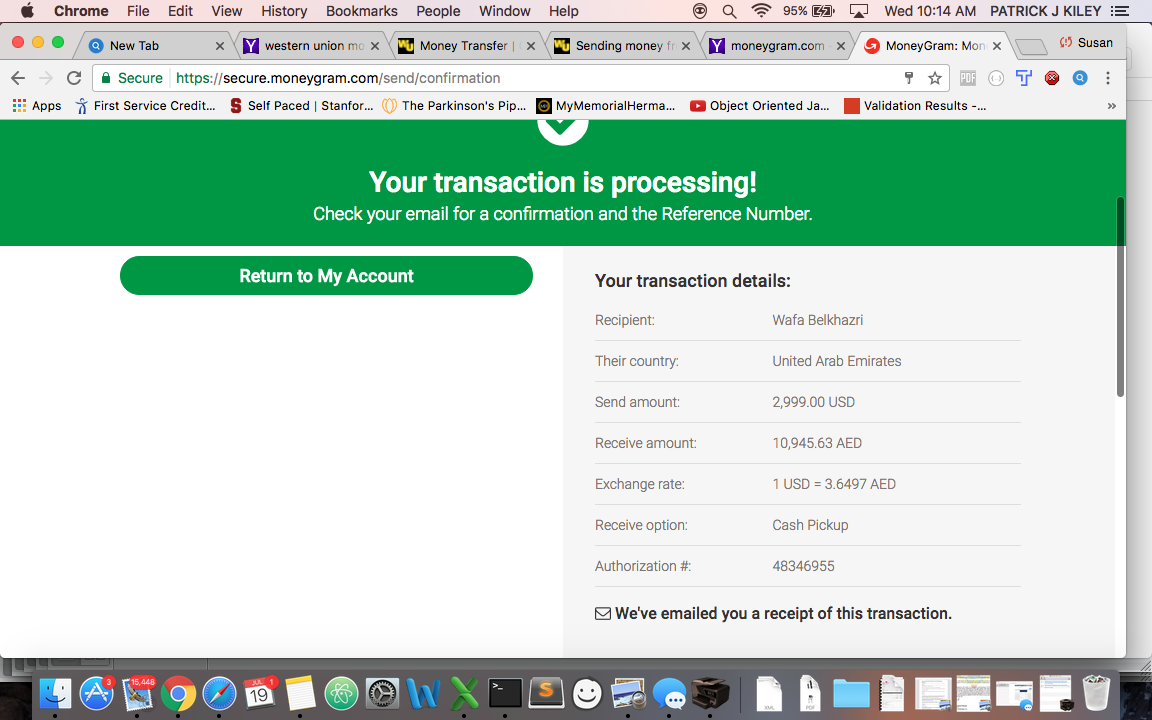 Chrome File Edit View History Bookmarks People Window Help 95% Wed 10:14 AM PATRICK J KILEY
New Tab western union mo Money Transfer | Sending money fr moneygram.com - MoneyGram: Mon Susan
Secure https://secure.moneygram.com/send/confirmation
Apps First Service Credit... Self Paced | Stanfor... The Parkinson's Pip... MyMemorialHerma... Object Oriented Ja... Validation Results -... »
Your transaction is processing!
Check your email for a confirmation and the Reference Number.
Return to My Account
Your transaction details:
Recipient: Wafa Belkhazri
Their country: United Arab Emirates
Send amount: 2,999.00 USD
Receive amount: 10,945.63 AED
Exchange rate: 1 USD = 3.6497 AED
Receive option: Cash Pickup
Authorization #: 48346955
We've emailed you a receipt of this transaction.
3 15,448 JUL 19 1
XML PDF